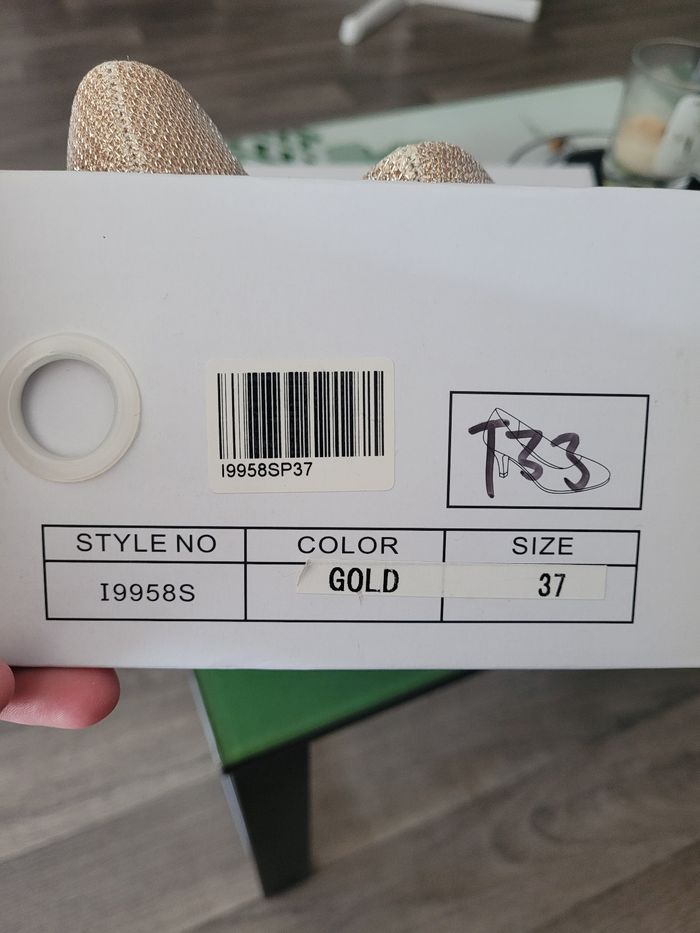 I9958SP37
T33
STYLE NO COLOR SIZE
I9958S GOLD 37